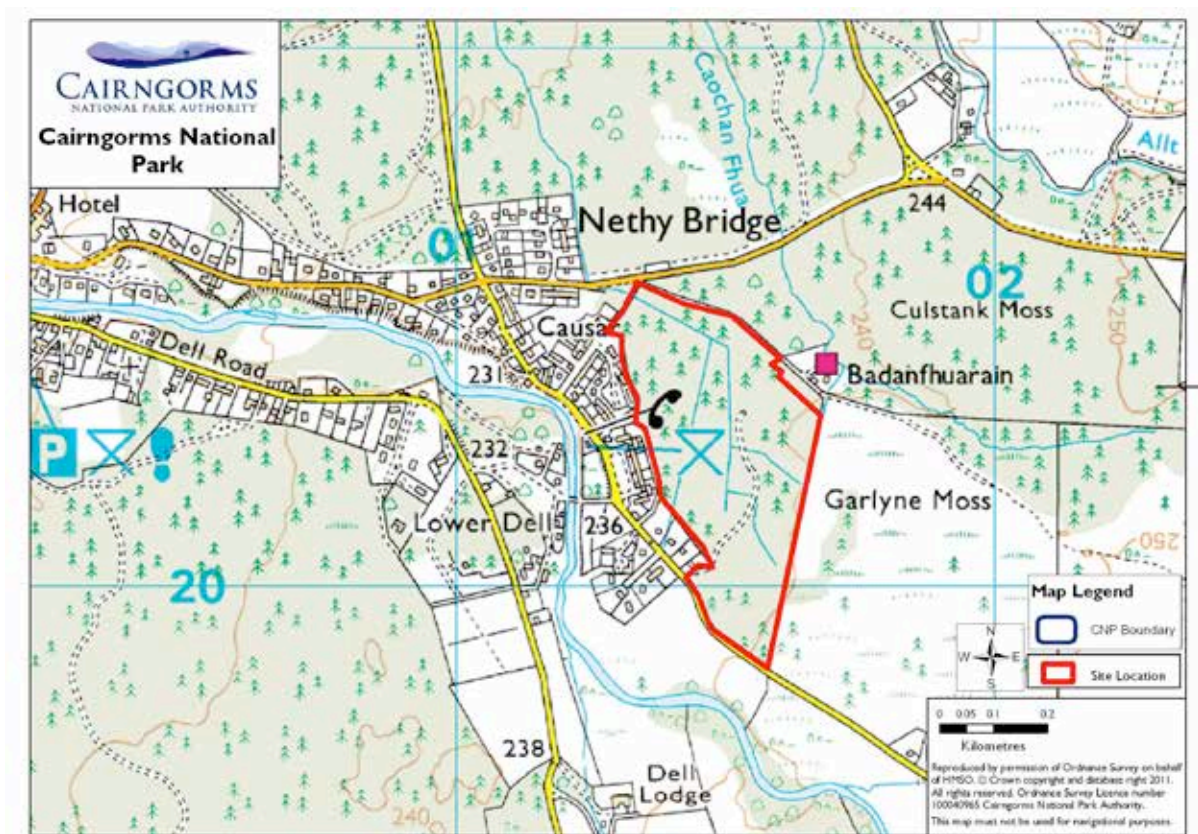 CAIRNGORMS
NATIONAL PARK AUTHORITY
Cairngorms National
Park
Hotel
Caochan Fhua
Allt
Nethy Bridge
244
01
02
Culstank Moss
240
250
Causar
Dell Road
231
Badanfhuarain
P
!
232
Garlyne Moss
Lower Dell
236
250
20
Map Legend
CNP Boundary
N
W E
S
Site Location
0 0.05 0.1 0.2
Kilometres
238
Dell
Lodge
240
Reproduced by permission of Ordnance Survey on behalf
of HMSO. © Crown copyright and database right 2011.
All rights reserved. Ordnance Survey Licence number
100040965 Cairngorms National Park Authority.
This map must not be used for navigational purposes.